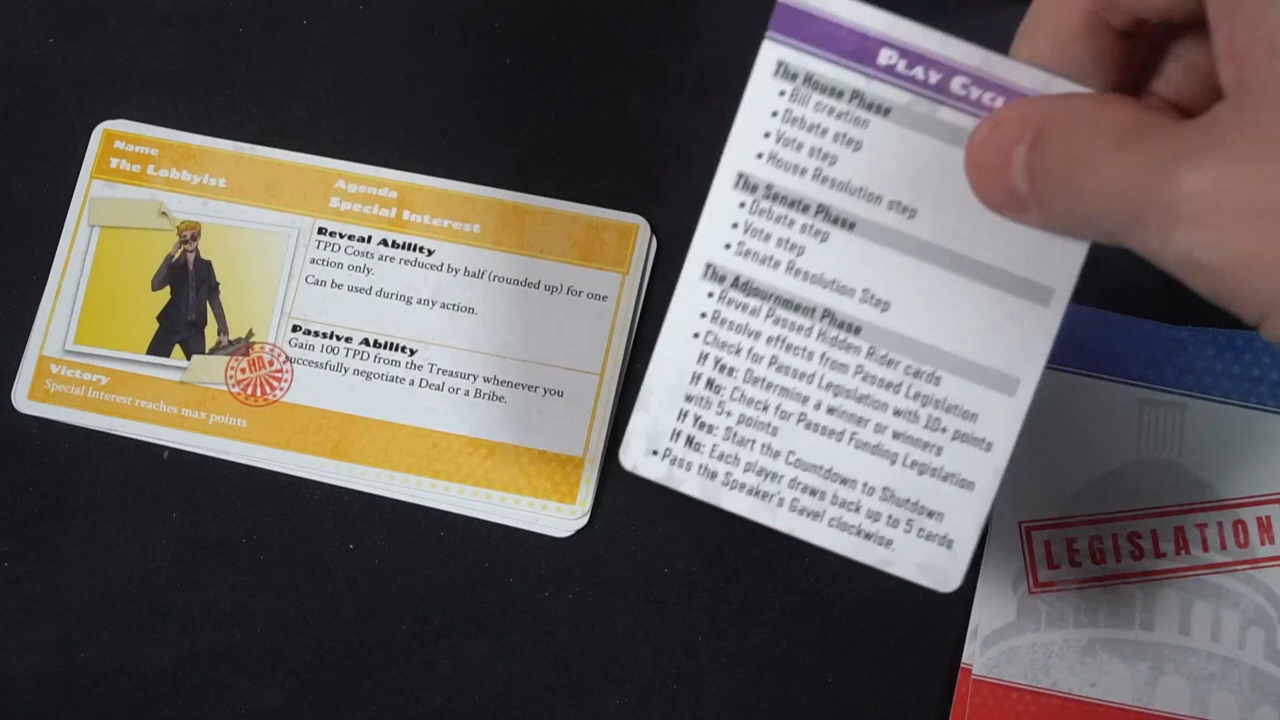 Name
The Lobbyist
Agenda
Special Interest
Reveal Ability
TPD Costs are reduced by half (rounded up) for one
action only.
Can be used during any action.
Passive Ability
Gain 100 TPD from the Treasury whenever you
successfully negotiate a Deal or a Bribe.
HA
Victory
Special Interest reaches max points
PLAY CYCL
The House Phase
• Bill creation
• Debate step
• Vote step
• House Resolution step
The Senate Phase
• Debate step
• Vote step
• Senate Resolution Step
The Adjournment Phase
• Reveal Passed Hidden Rider cards
• Resolve effects from Passed Legislation
• Check for Passed Legislation with 10+ points
If Yes: Determine a winner or winners
If No: Check for Passed Funding Legislation
with 5+ points
If Yes: Start the Countdown to Shutdown
If No: Each player draws back up to 5 cards
• Pass the Speaker's Gavel clockwise.
LEGISLATION